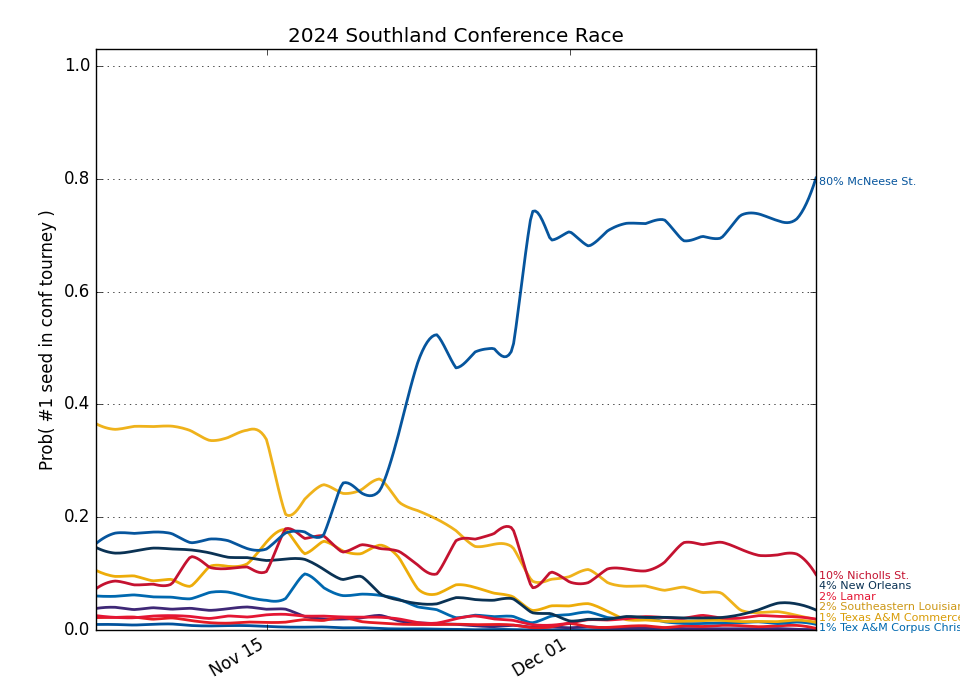 2024 Southland Conference Race
Prob( #1 seed in conf tourney )
1.0
0.8
0.6
0.4
0.2
0.0
Nov 15
Dec 01
80% McNeese St.
10% Nicholls St.
4% New Orleans
2% Lamar
2% Southeastern Louisian
1% Texas A&M Commerce
1% Tex A&M Corpus Chris